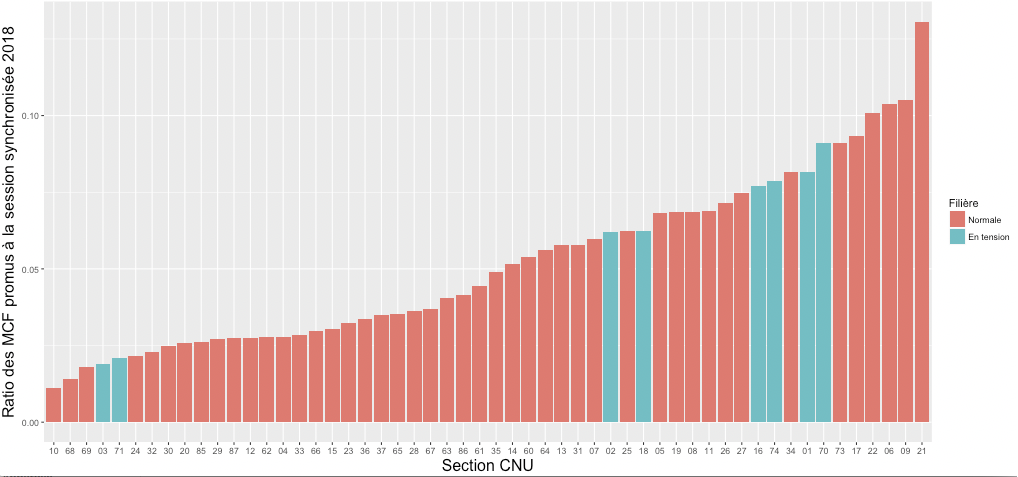 Ratio des MCF promus à la session synchronisée 2018
0.10
0.05
0.00
10 68 69 03 71 24 32 30 20 85 29 87 12 62 04 33 66 15 23 36 37 65 28 67 63 86 61 35 14 60 64 13 31 07 02 25 18 05 19 08 11 26 27 16 74 34 01 70 73 17 22 06 09 21
Section CNU
Filière
Normale
En tension